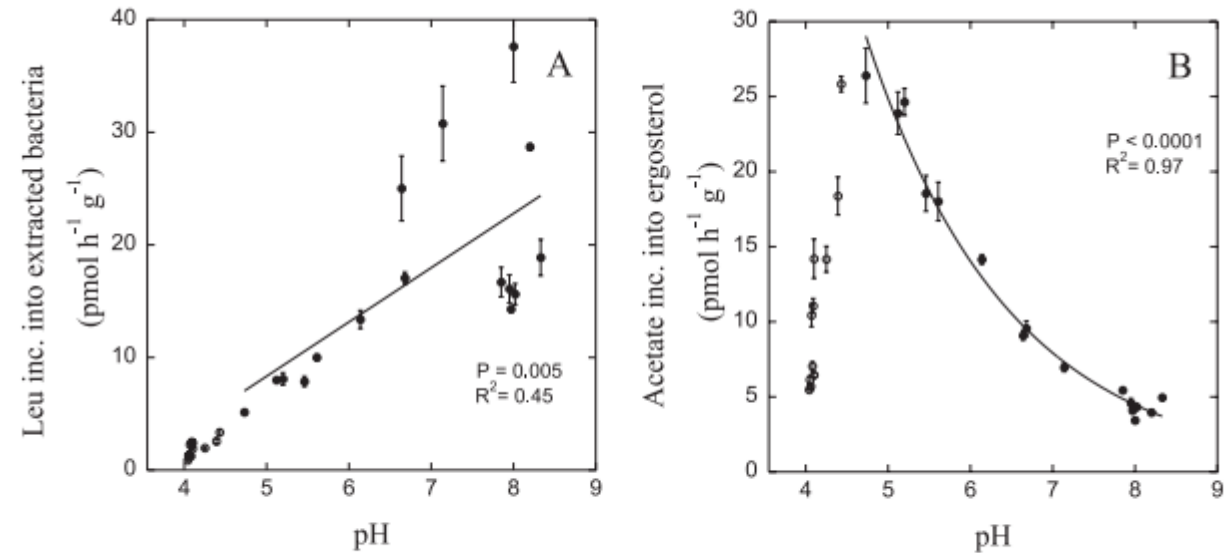 Leu inc. into extracted bacteria
(pmol h⁻¹ g⁻¹)
40
30
20
10
0
A
P = 0.005
R² = 0.45
4 5 6 7 8 9
pH
Acetate inc. into ergosterol
(pmol h⁻¹ g⁻¹)
30
25
20
15
10
5
0
B
P < 0.0001
R² = 0.97
4 5 6 7 8 9
pH